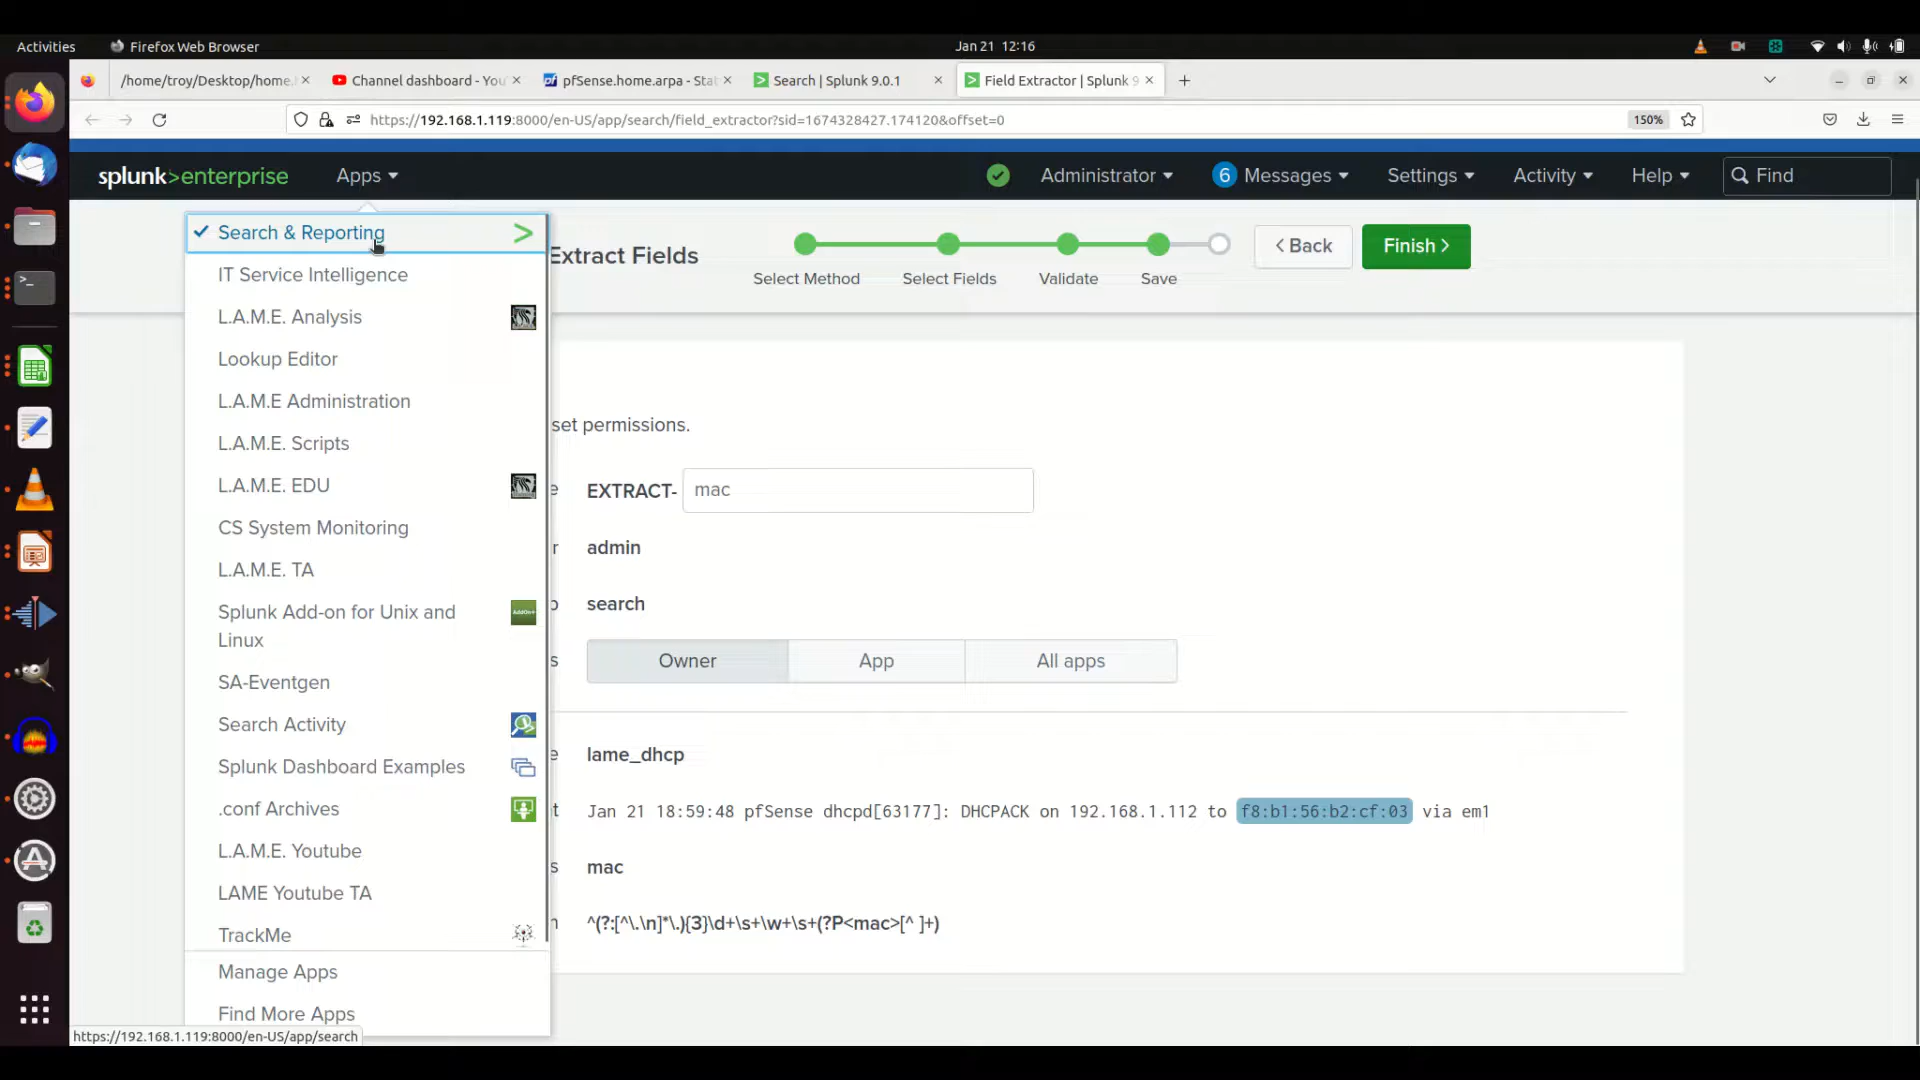 Activities
Firefox Web Browser
Jan 21 12:16
/home/troy/Desktop/home.
Channel dashboard - You
pfSense.home.arpa - Stat
Search | Splunk 9.0.1
Field Extractor | Splunk 9
https://192.168.1.119:8000/en-US/app/search/field_extractor?sid=1674328427.174120&offset=0
150%
splunk>enterprise
Apps
Administrator
6 Messages
Settings
Activity
Help
Find
Search & Reporting
IT Service Intelligence
L.A.M.E. Analysis
Lookup Editor
L.A.M.E Administration
L.A.M.E. Scripts
L.A.M.E. EDU
CS System Monitoring
L.A.M.E. TA
Splunk Add-on for Unix and
Linux
SA-Eventgen
Search Activity
Splunk Dashboard Examples
.conf Archives
L.A.M.E. Youtube
LAME Youtube TA
TrackMe
Manage Apps
Find More Apps
Extract Fields
Select Method
Select Fields
Validate
Save
< Back
Finish >
set permissions.
e EXTRACT- mac
r admin
p search
s Owner App All apps
e lame_dhcp
t Jan 21 18:59:48 pfSense dhcpd[63177]: DHCPACK on 192.168.1.112 to f8:b1:56:b2:cf:03 via em1
s mac
n ^(?:[^\.\n]*\.){3}\d+\s+\w+\s+(?P<mac>[^ ]+)
https://192.168.1.119:8000/en-US/app/search